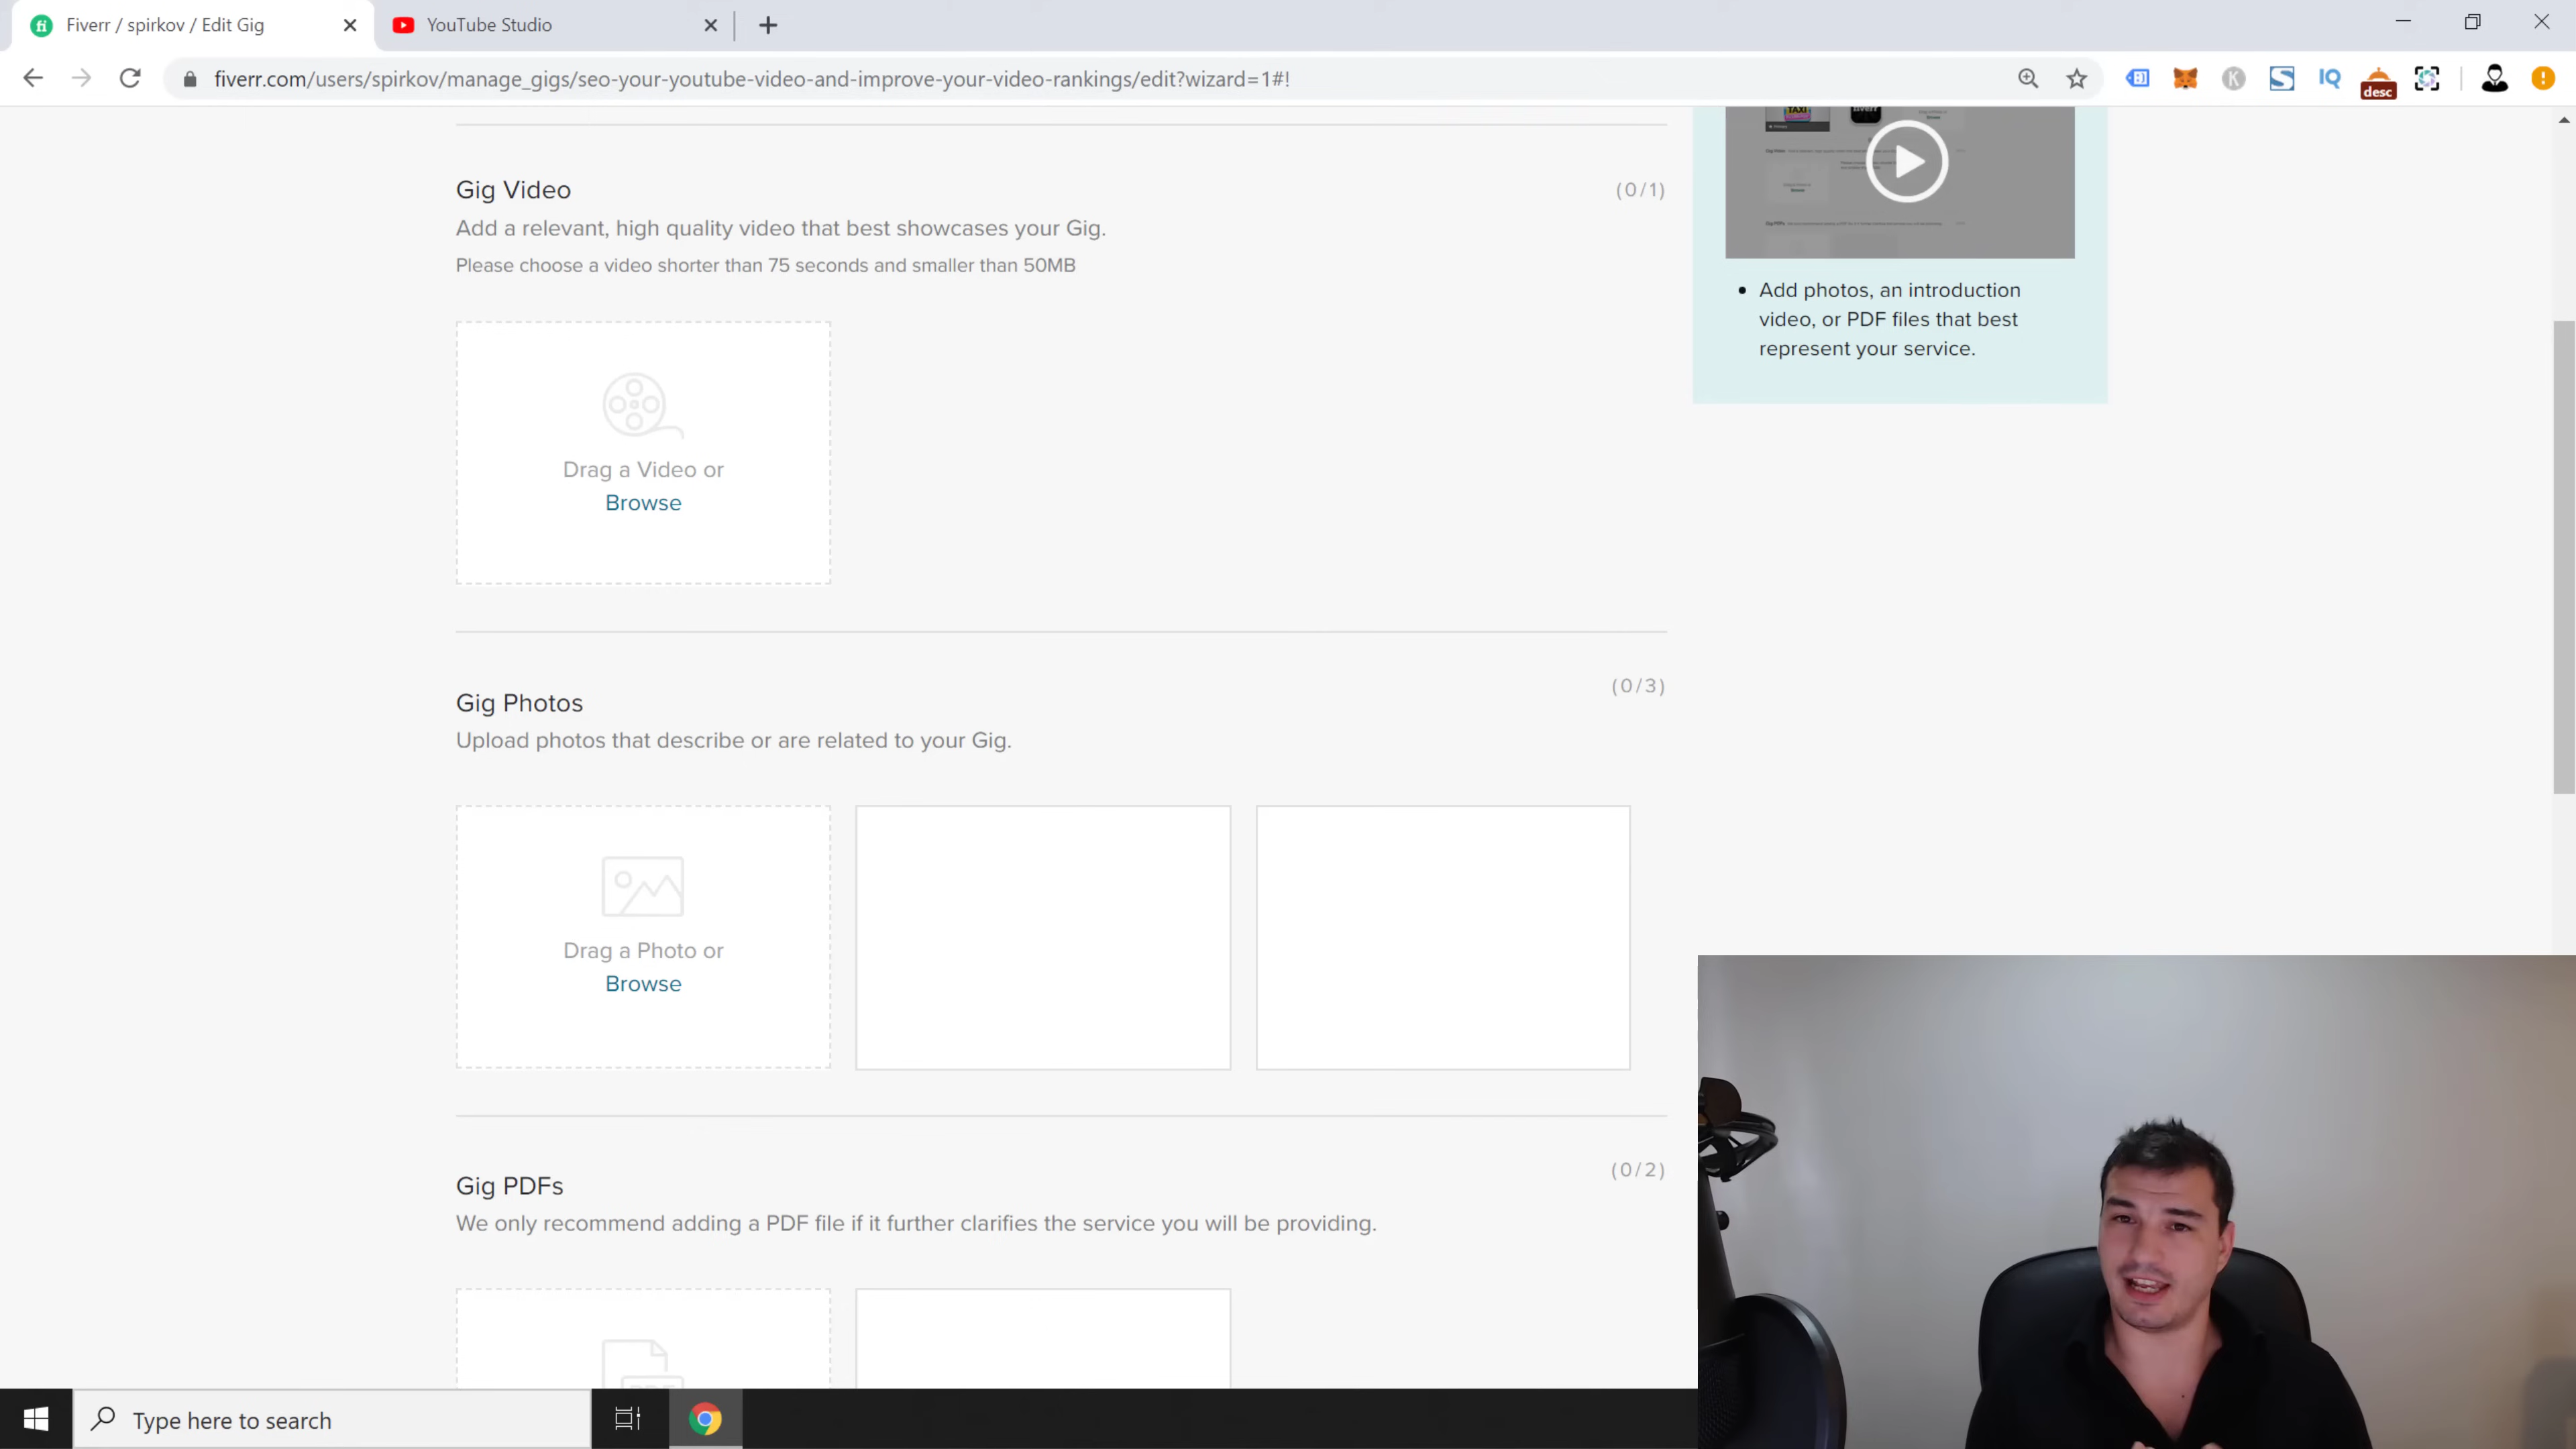 Fiverr / spirkov / Edit Gig
YouTube Studio
fiverr.com/users/spirkov/manage_gigs/seo-your-youtube-video-and-improve-your-video-rankings/edit?wizard=1#!
K
S
IQ
desc
Gig Video
(0/1)
Add a relevant, high quality video that best showcases your Gig.
Please choose a video shorter than 75 seconds and smaller than 50MB
Drag a Video or
Browse
TAXI
Add photos, an introduction
video, or PDF files that best
represent your service.
Gig Photos
(0/3)
Upload photos that describe or are related to your Gig.
Drag a Photo or
Browse
Gig PDFs
(0/2)
We only recommend adding a PDF file if it further clarifies the service you will be providing.
Type here to search